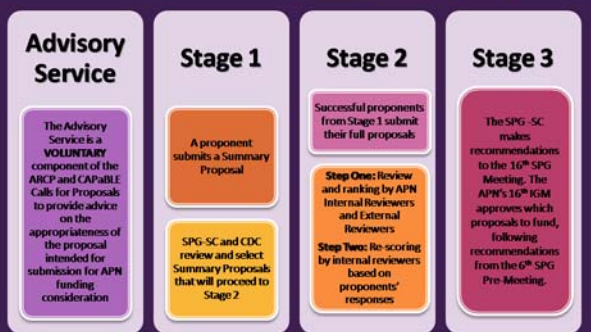 Advisory
Service
The Advisory
Service is a
VOLUNTARY
component of the
ARCP and CAPaBLE
Calls for Proposals
to provide advice
on the
appropriateness of
the proposal
intended for
submission for APN
funding
consideration
Stage 1
A proponent
submits a Summary
Proposal
SPG-SC and CDC
review and select
Summary Proposals
that will proceed to
Stage 2
Stage 2
Successful proponents
from Stage 1 submit
their full proposals
Step One: Review
and ranking by APN
Internal Reviewers
and External
Reviewers
Step Two: Re-scoring
by internal reviewers
based on
proponents'
responses
Stage 3
The SPG -SC
makes
recommendations
to the 16th SPG
Meeting. The
APN's 16th IGM
approves which
proposals to fund,
following
recommendations
from the 6th SPG
Pre-Meeting.